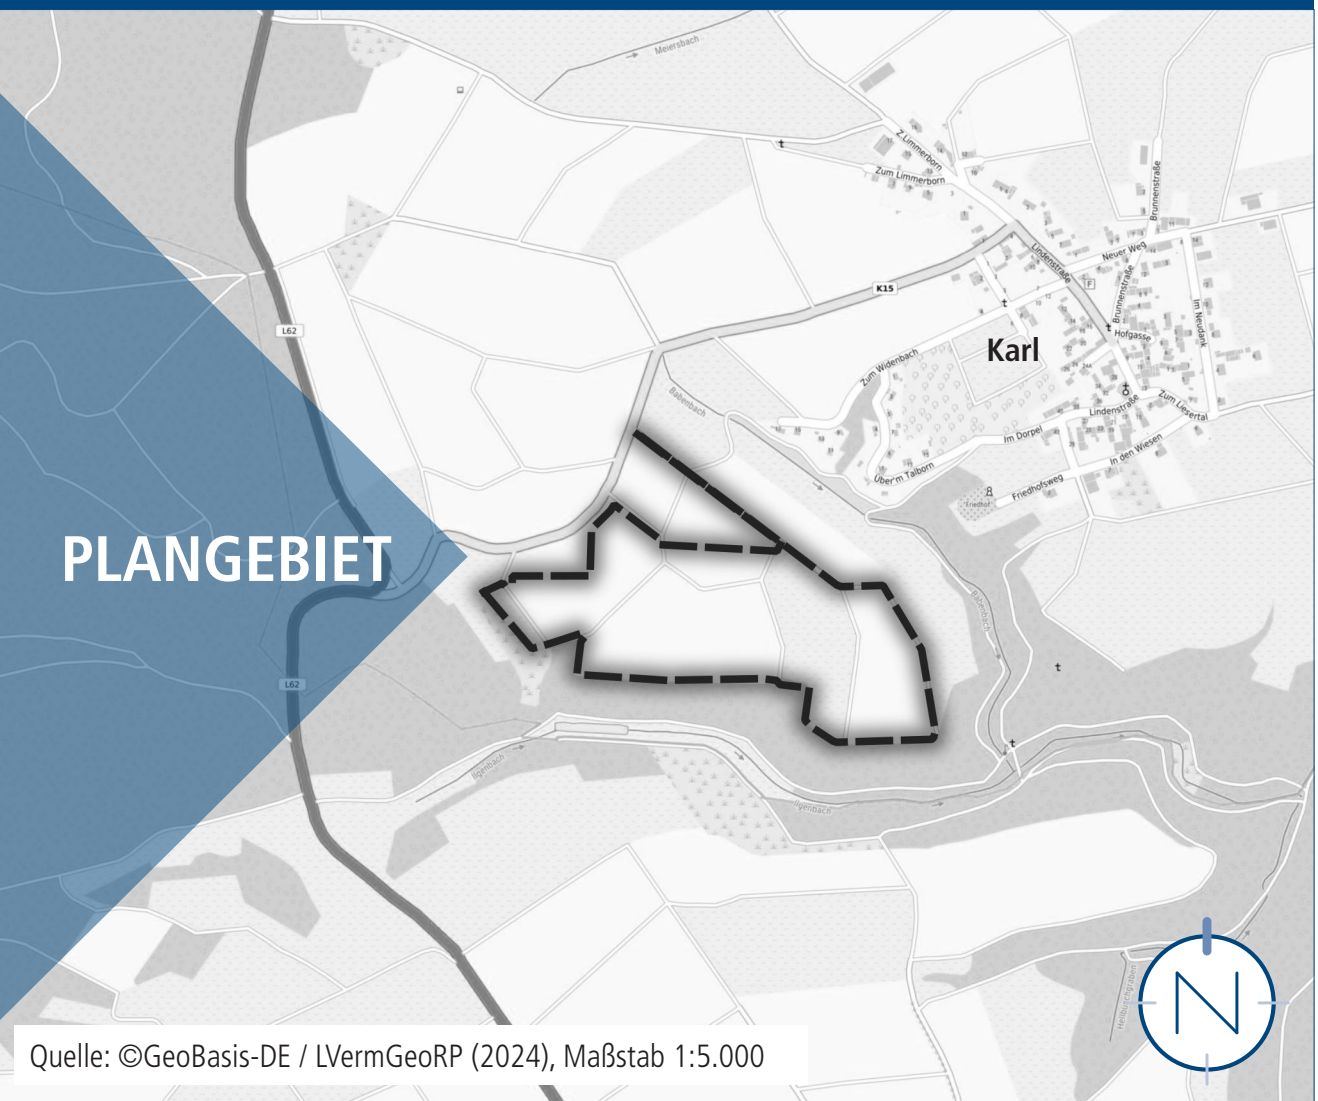 Meiersbach
Z.Limmerborn
Zum Limmerborn
Brunnenstraße
Neuer Weg
Lindenstraße
K15
F
Brunnenstraße
Im Neudank
L62
Hofgasse
Karl
Zum Widenbach
Babenbach
Lindenstraße
Zum Liesertal
Im Dorpel
In den Wiesen
Über'm Talborn
Friedhofsweg
Friedhof
PLANGEBIET
Babenbach
L62
Ilgenbach
Ilgenbach
Heilbuschgraben
N
Quelle: ©GeoBasis-DE / LVermGeoRP (2024), Maßstab 1:5.000